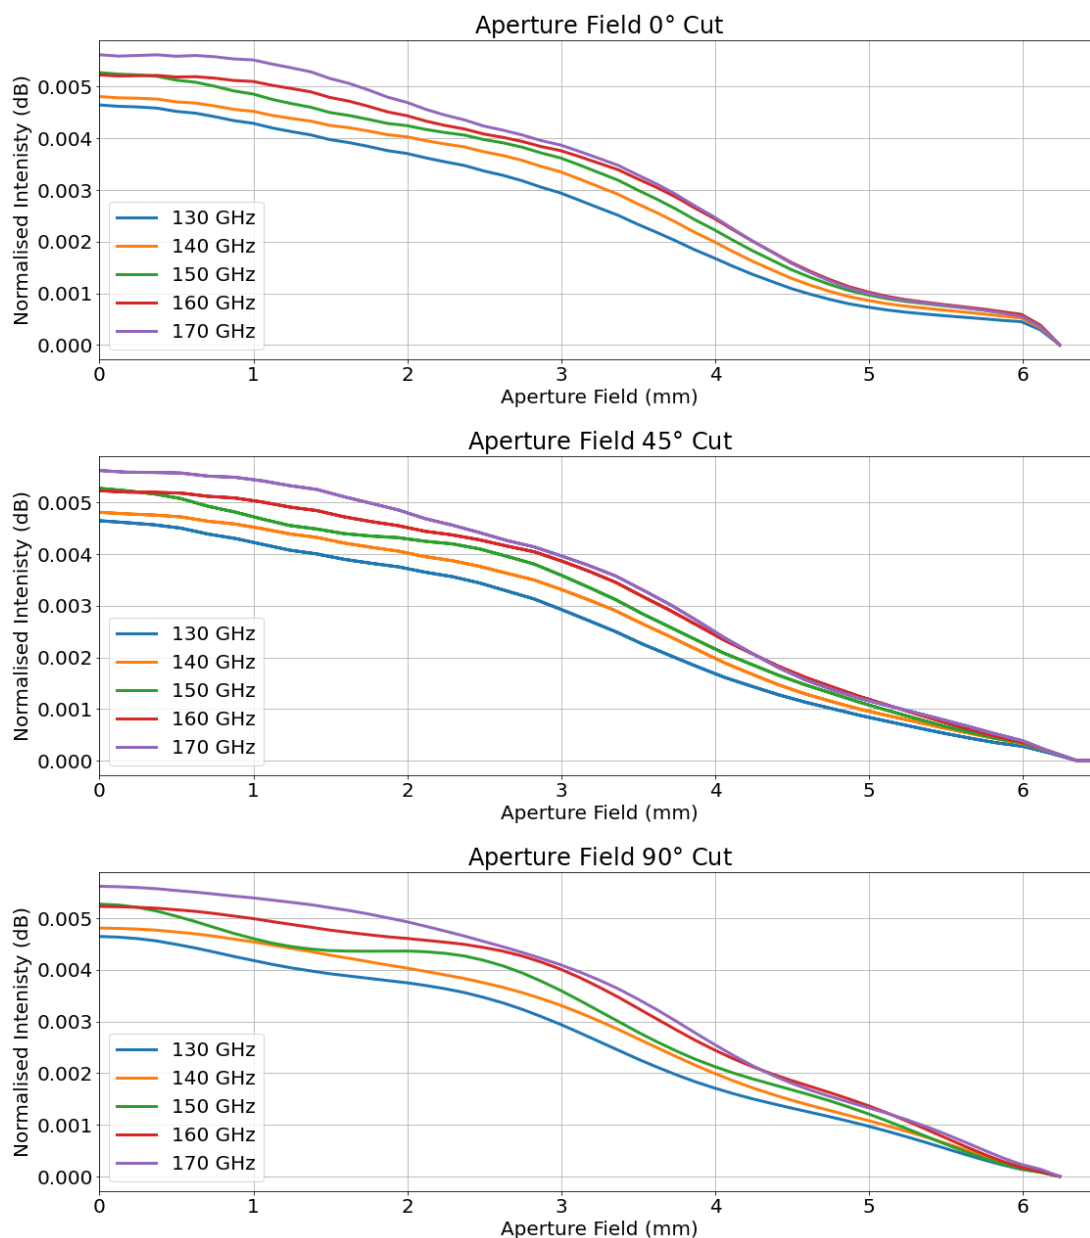 Aperture Field 0° Cut
Normalised Intenisty (dB)
0.005
0.004
0.003
0.002
0.001
0.000
130 GHz
140 GHz
150 GHz
160 GHz
170 GHz
0 1 2 3 4 5 6
Aperture Field (mm)
Aperture Field 45° Cut
Normalised Intenisty (dB)
0.005
0.004
0.003
0.002
0.001
0.000
130 GHz
140 GHz
150 GHz
160 GHz
170 GHz
0 1 2 3 4 5 6
Aperture Field (mm)
Aperture Field 90° Cut
Normalised Intenisty (dB)
0.005
0.004
0.003
0.002
0.001
0.000
130 GHz
140 GHz
150 GHz
160 GHz
170 GHz
0 1 2 3 4 5 6
Aperture Field (mm)